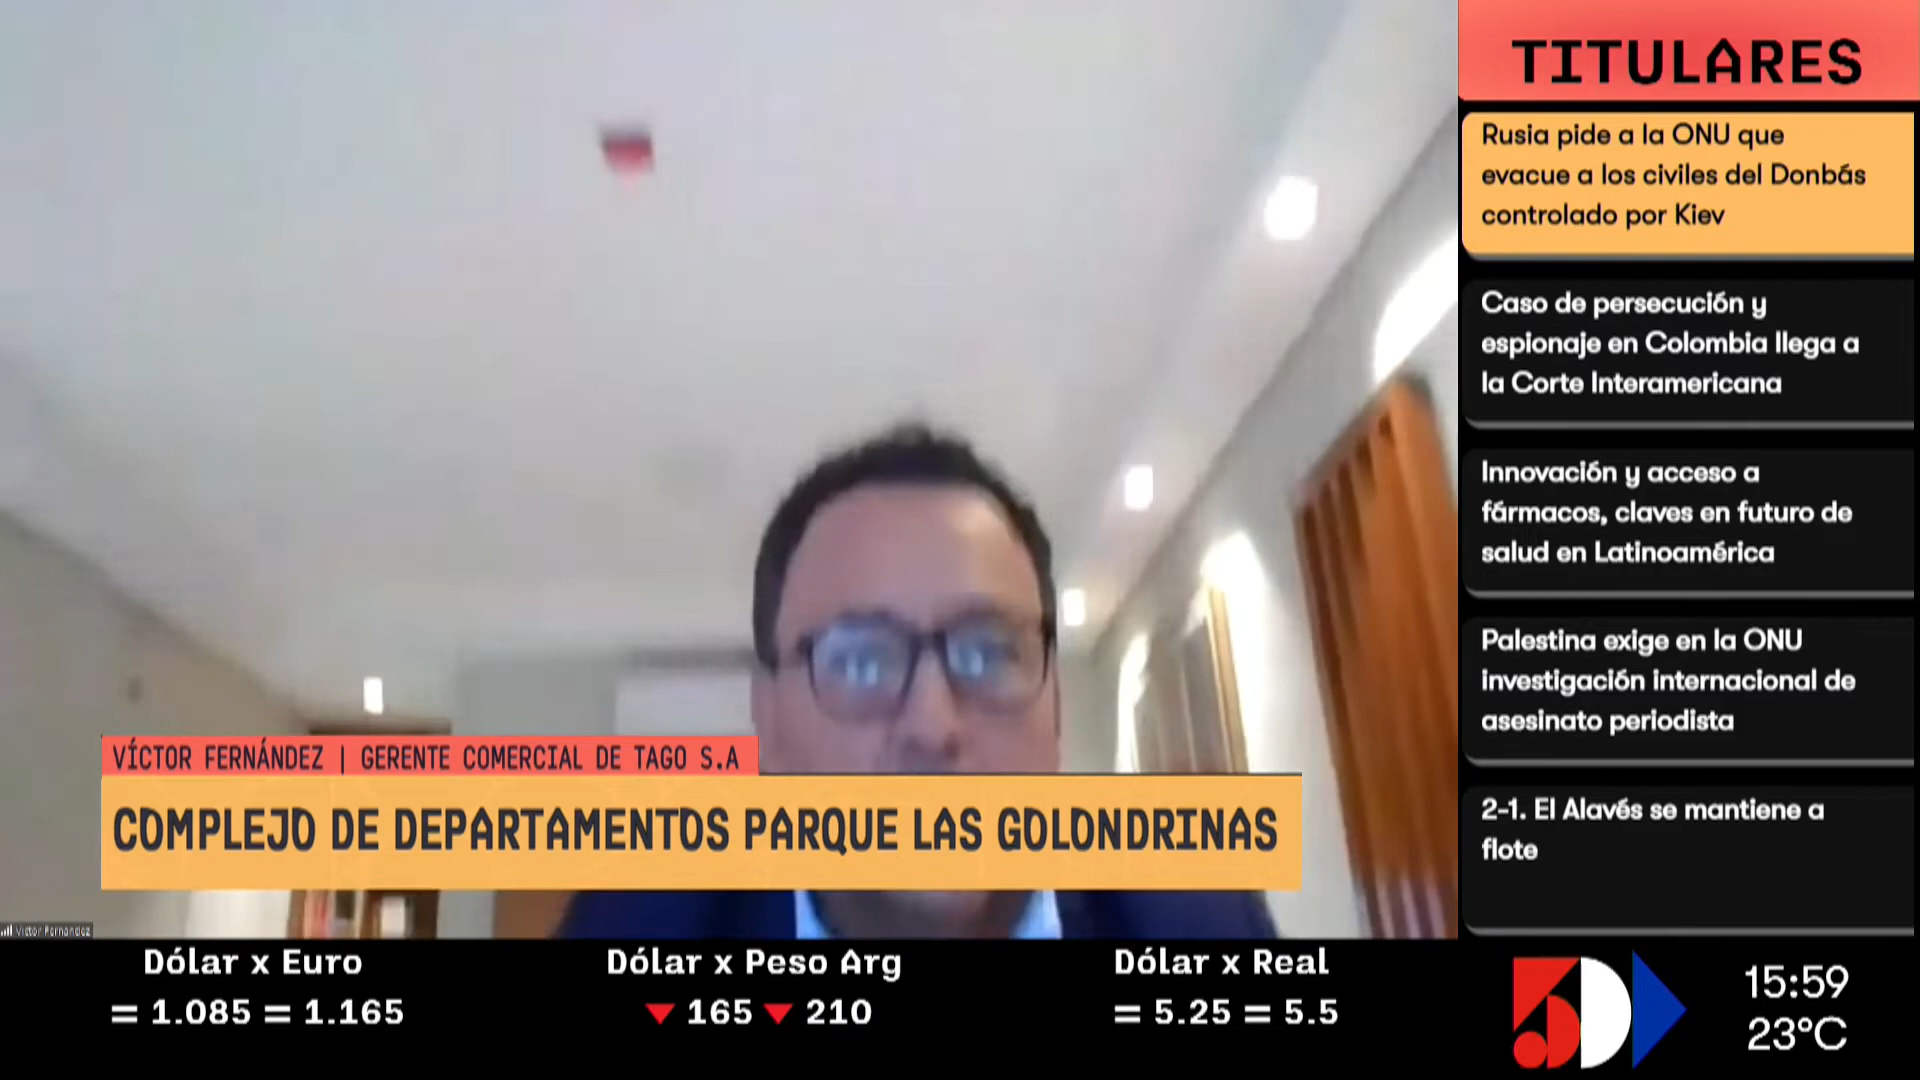 TITULARES
Rusia pide a la ONU que
evacue a los civiles del Donbás
controlado por Kiev
Caso de persecución y
espionaje en Colombia llega a
la Corte Interamericana
Innovación y acceso a
fármacos, claves en futuro de
salud en Latinoamérica
Palestina exige en la ONU
investigación internacional de
asesinato periodista
2-1. El Alavés se mantiene a
flote
VÍCTOR FERNÁNDEZ | GERENTE COMERCIAL DE TAGO S.A
COMPLEJO DE DEPARTAMENTOS PARQUE LAS GOLONDRINAS
Victor Fernandez
Dólar x Euro
= 1.085 = 1.165
Dólar x Peso Arg
▼ 165 ▼ 210
Dólar x Real
= 5.25 = 5.5
5D
15:59
23°C